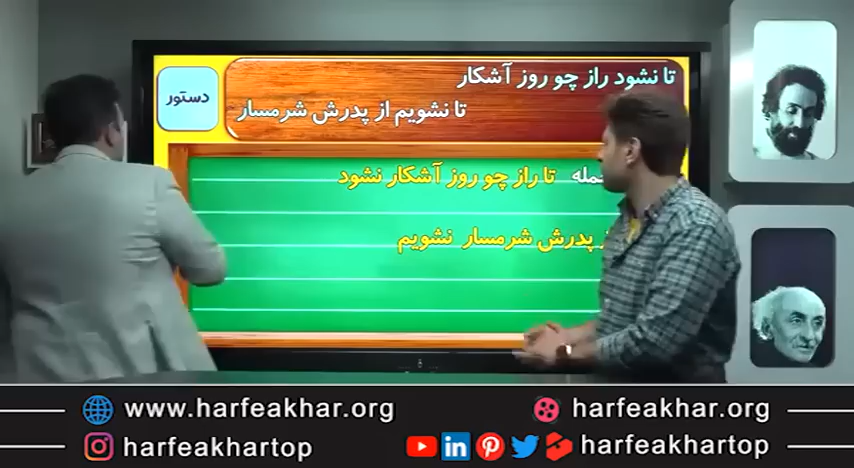 تا نشود راز چو روز آشکار
تا نشویم از پدرش شرمسار
دستور
تا راز چو روز آشکار نشود
پدرش شرمسار نشویم
www.harfeakhar.org
harfeakhar.org
harfeakhartop
harfeakhartop